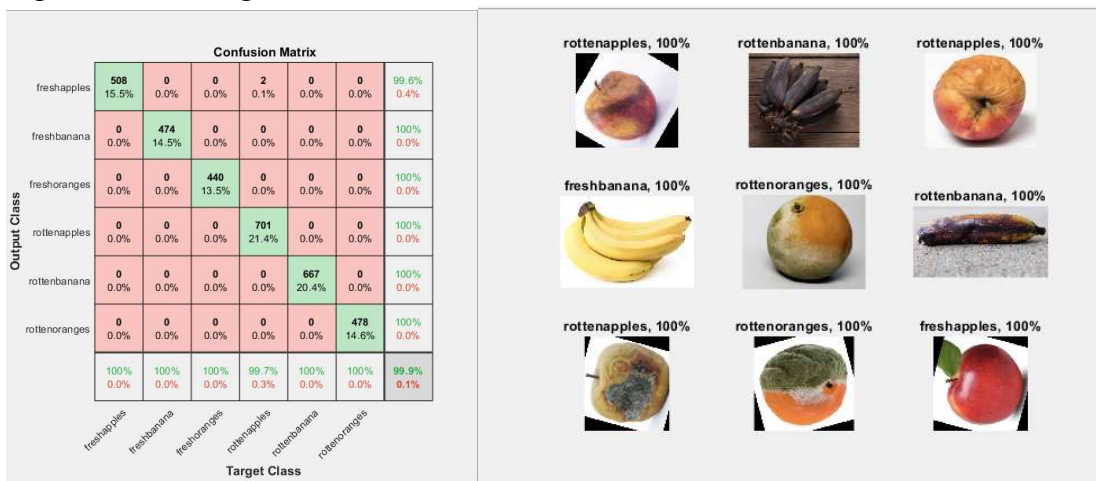 Confusion Matrix
freshapples 508 0 0 2 0 0 99.6%
15.5% 0.0% 0.0% 0.1% 0.0% 0.0% 0.4%
freshbanana 0 474 0 0 0 0 100%
0.0% 14.5% 0.0% 0.0% 0.0% 0.0% 0.0%
freshoranges 0 0 440 0 0 0 100%
0.0% 0.0% 13.5% 0.0% 0.0% 0.0% 0.0%
rottenapples 0 0 0 701 0 0 100%
0.0% 0.0% 0.0% 21.4% 0.0% 0.0% 0.0%
rottenbanana 0 0 0 0 667 0 100%
0.0% 0.0% 0.0% 0.0% 20.4% 0.0% 0.0%
rottenoranges 0 0 0 0 0 478 100%
0.0% 0.0% 0.0% 0.0% 0.0% 14.6% 0.0%
100% 100% 100% 99.7% 100% 100% 99.9%
0.0% 0.0% 0.0% 0.3% 0.0% 0.0% 0.1%
freshapples
freshbanana
freshoranges
rottenapples
rottenbanana
rottenoranges
Output Class
Target Class
rottenapples, 100%
rottenbanana, 100%
rottenapples, 100%
freshbanana, 100%
rottenoranges, 100%
rottenbanana, 100%
rottenapples, 100%
rottenoranges, 100%
freshapples, 100%